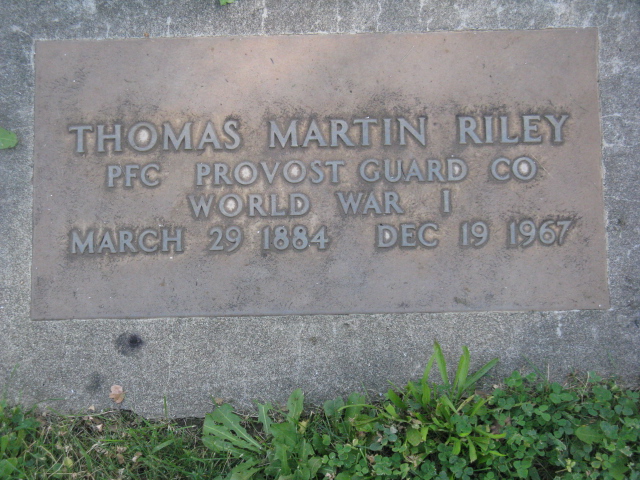 THOMAS MARTIN RILEY
PFC PROVOST GUARD CO
WORLD WAR I
MARCH 29 1884 DEC 19 1967